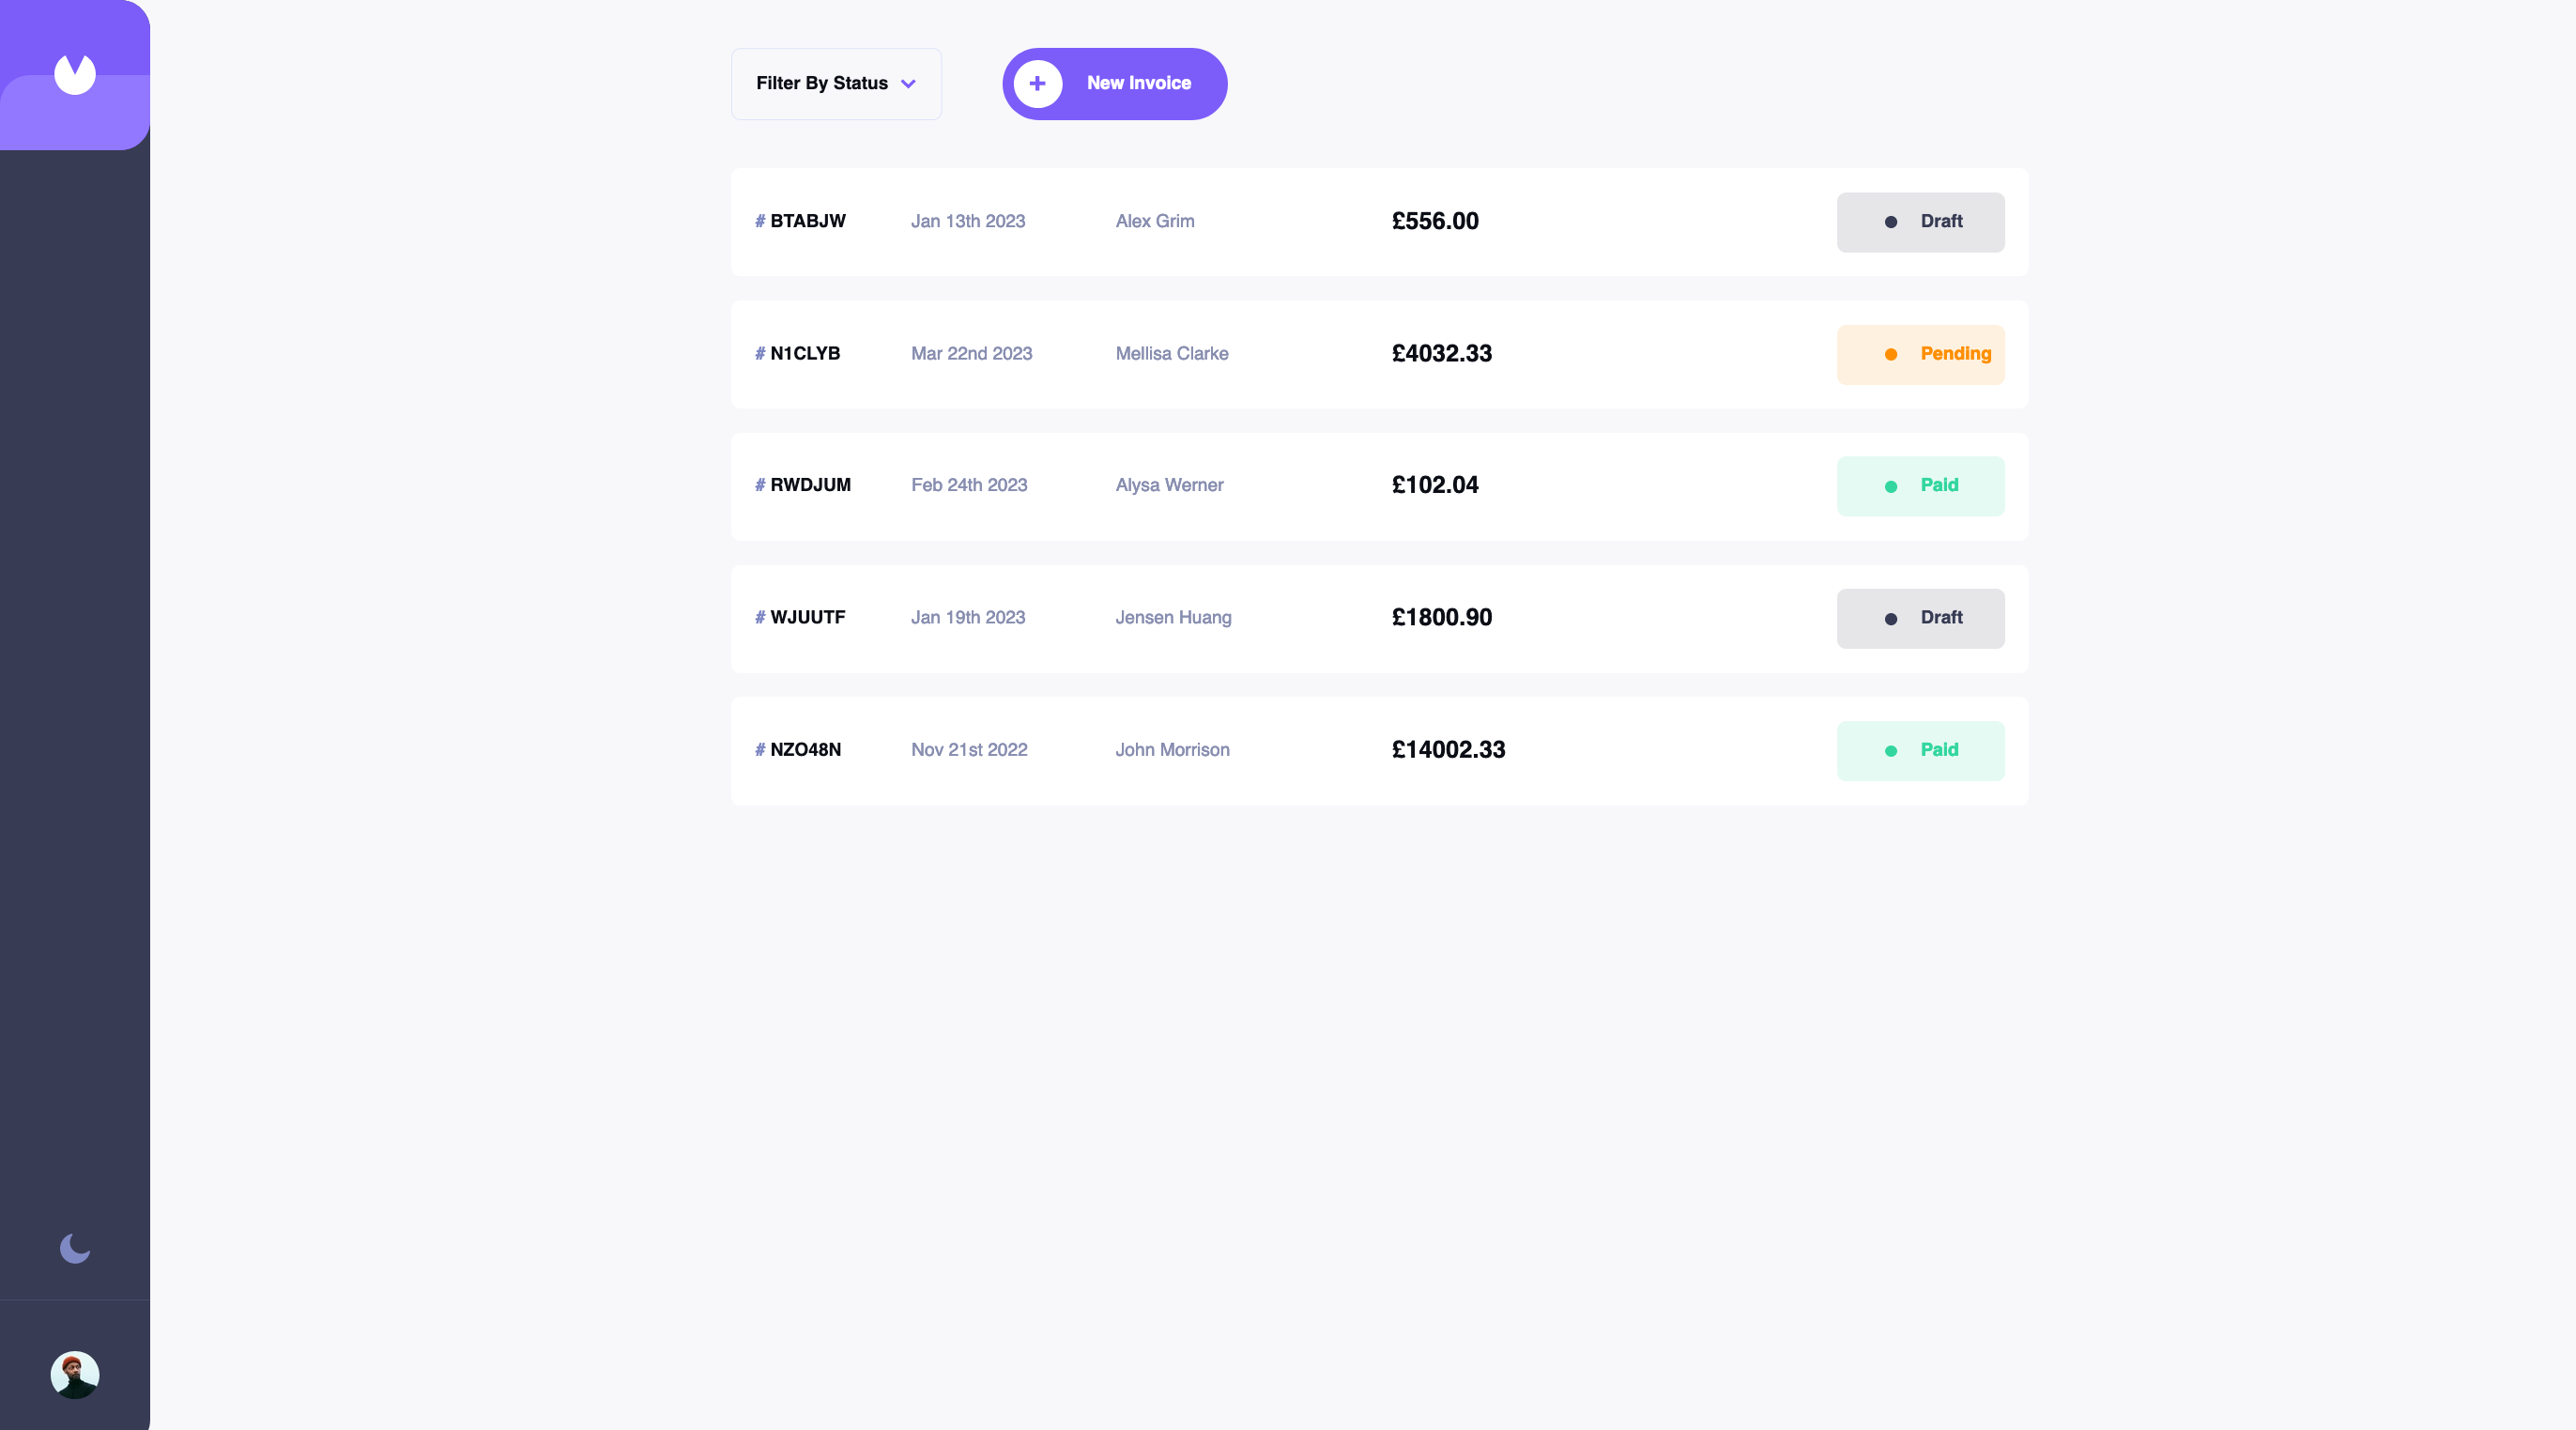 Filter By Status
New Invoice
# BTABJW Jan 13th 2023 Alex Grim £556.00 Draft
# N1CLYB Mar 22nd 2023 Mellisa Clarke £4032.33 Pending
# RWDJUM Feb 24th 2023 Alysa Werner £102.04 Paid
# WJUUTF Jan 19th 2023 Jensen Huang £1800.90 Draft
# NZO48N Nov 21st 2022 John Morrison £14002.33 Paid